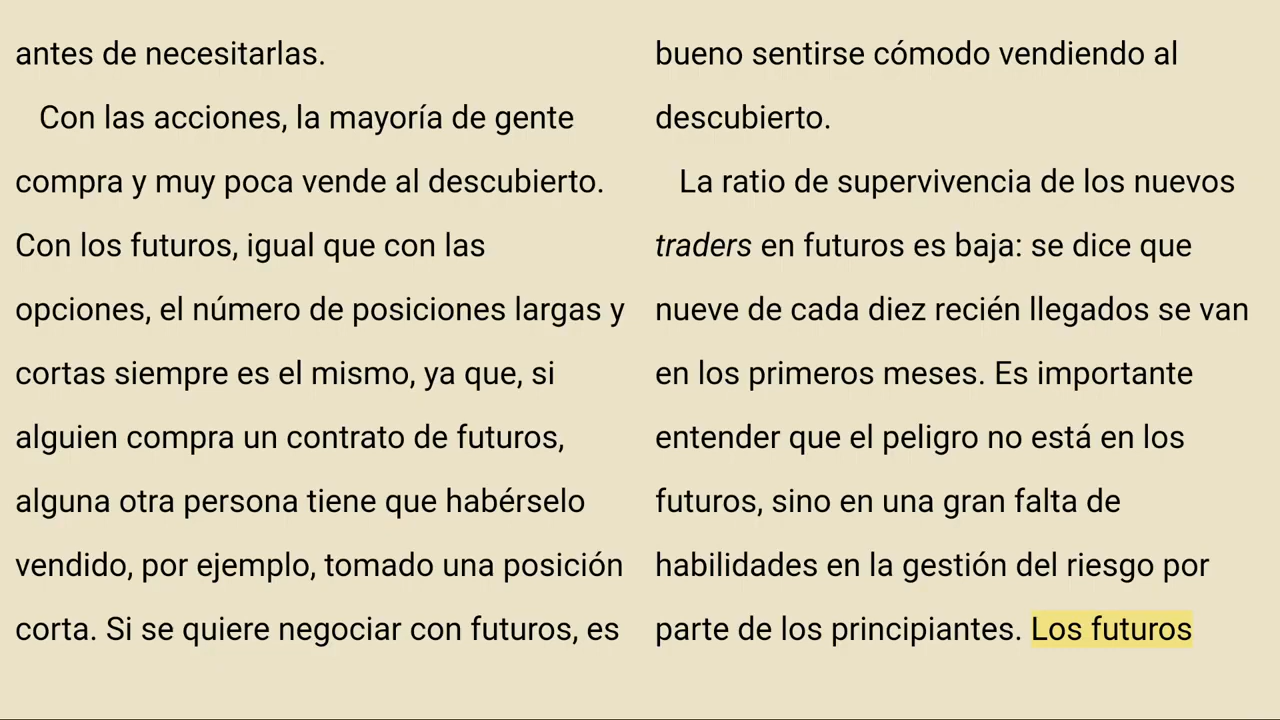 antes de necesitarlas.
Con las acciones, la mayoría de gente
compra y muy poca vende al descubierto.
Con los futuros, igual que con las
opciones, el número de posiciones largas y
cortas siempre es el mismo, ya que, si
alguien compra un contrato de futuros,
alguna otra persona tiene que habérselo
vendido, por ejemplo, tomado una posición
corta. Si se quiere negociar con futuros, es
bueno sentirse cómodo vendiendo al
descubierto.
La ratio de supervivencia de los nuevos
traders en futuros es baja: se dice que
nueve de cada diez recién llegados se van
en los primeros meses. Es importante
entender que el peligro no está en los
futuros, sino en una gran falta de
habilidades en la gestión del riesgo por
parte de los principiantes. Los futuros